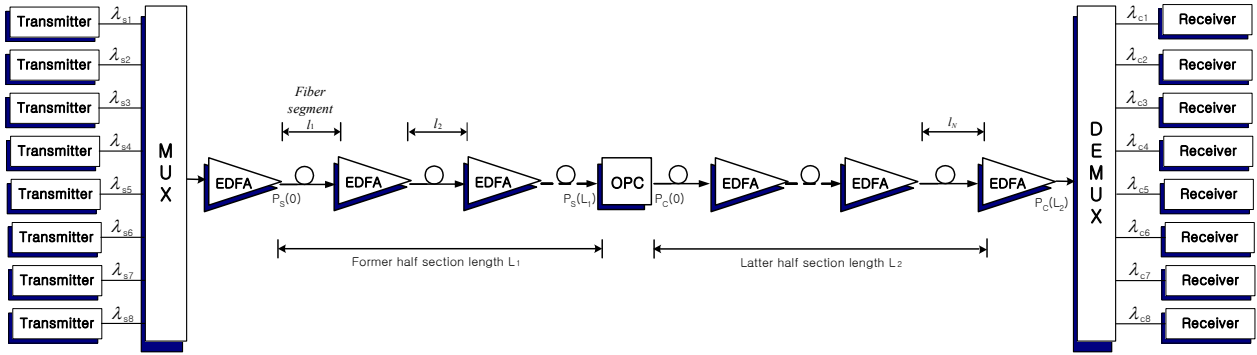 Transmitter λs1
Transmitter λs2
Transmitter λs3
Transmitter λs4
Transmitter λs5
Transmitter λs6
Transmitter λs7
Transmitter λs8
MUX
EDFA
Fiber
segment
l1
PS(0)
EDFA
l2
EDFA
PS(L1)
OPC
PC(0)
EDFA
EDFA
lN
EDFA
PC(L2)
Former half section length L1
Latter half section length L2
DEMUX
λc1 Receiver
λc2 Receiver
λc3 Receiver
λc4 Receiver
λc5 Receiver
λc6 Receiver
λc7 Receiver
λc8 Receiver